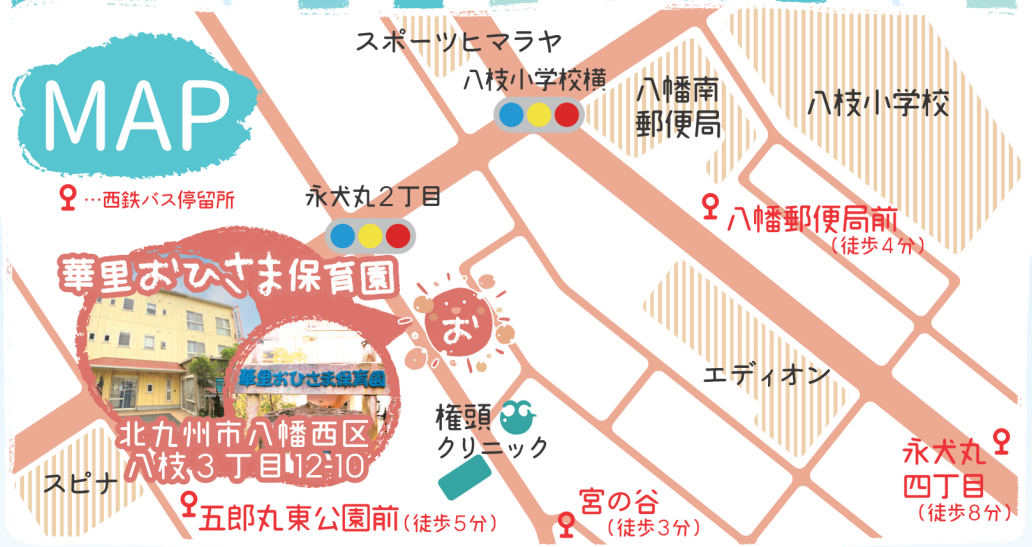 MAP
…西鉄バス停留所
スポーツヒマラヤ
八枝小学校横
八幡南
郵便局
八枝小学校
永犬丸2丁目
八幡郵便局前
(徒歩4分)
華里おひさま保育園
お
華里おひさま保育園
北九州市八幡西区
八枝3丁目12-10
エディオン
権頭
クリニック
スピナ
永犬丸
四丁目
(徒歩8分)
五郎丸東公園前(徒歩5分)
宮の谷
(徒歩3分)